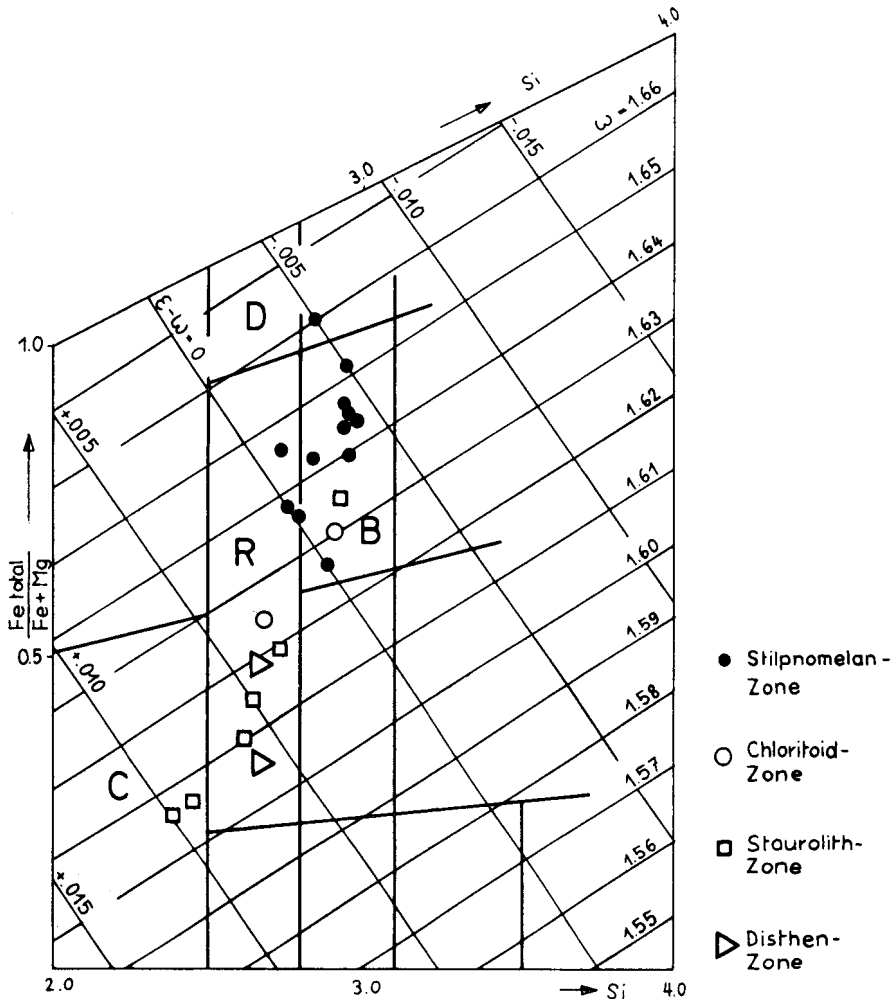 4.0
Si
ω = 1.66
-.015
1.65
3.0
-.010
1.64
-.005
1.63
D
ε-ω=0
1.0
1.62
+.005
1.61
B
R
1.60
Fe total
Fe+Mg
0.5
1.59
+.010
Stilpnomelan-
Zone
1.58
Chloritoid-
Zone
1.57
C
Staurolith-
Zone
1.56
+.015
1.55
Disthen-
Zone
2.0
3.0
Si
4.0